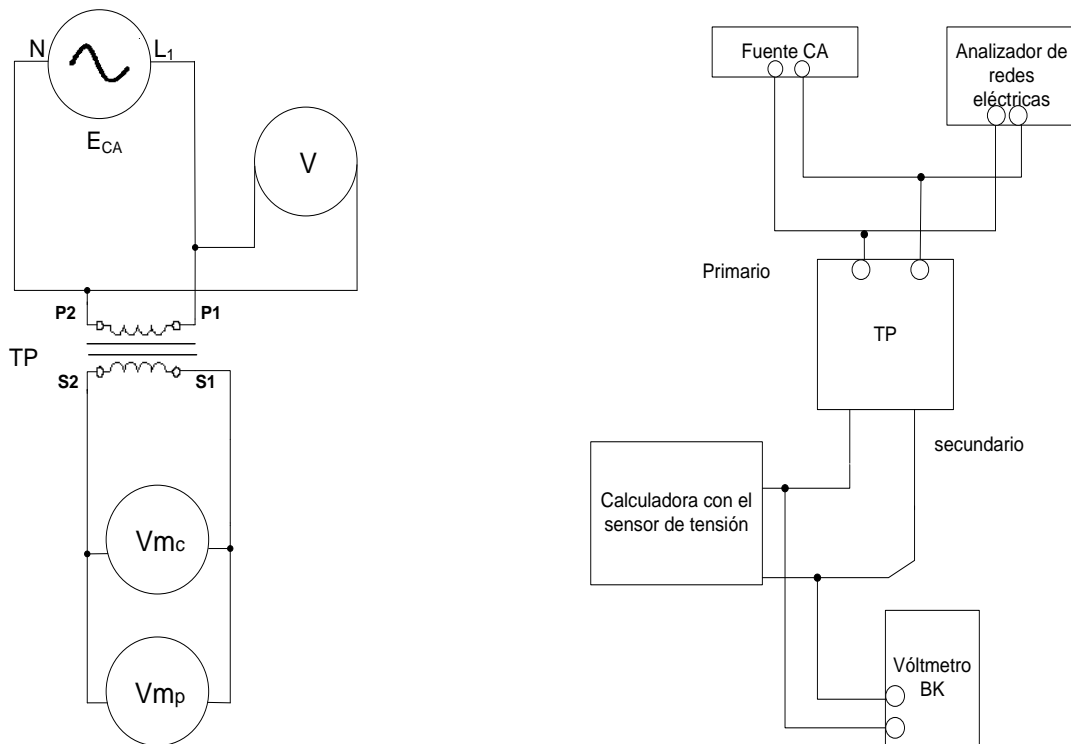 N
L1
ECA
V
P2
P1
TP
S2
S1
Vmc
Vmp
Fuente CA
Analizador de
redes
eléctricas
Primario
TP
secundario
Calculadora con el
sensor de tensión
Vóltmetro
BK